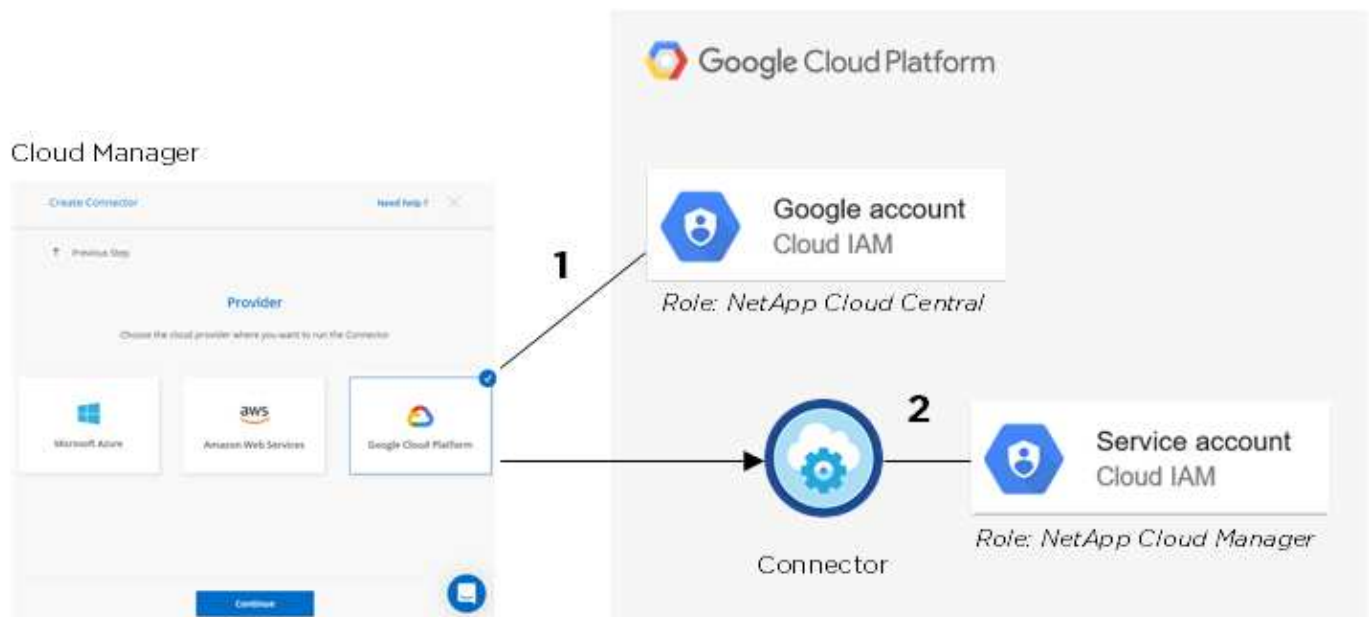 Google Cloud Platform
Cloud Manager
Create Connector
Need help ?
Previous Step
Provider
Choose the cloud provider where you want to run the Connector
Microsoft Azure
aws
Amazon Web Services
Google Cloud Platform
Continue
1
Google account
Cloud IAM
Role: NetApp Cloud Central
2
Connector
Service account
Cloud IAM
Role: NetApp Cloud Manager